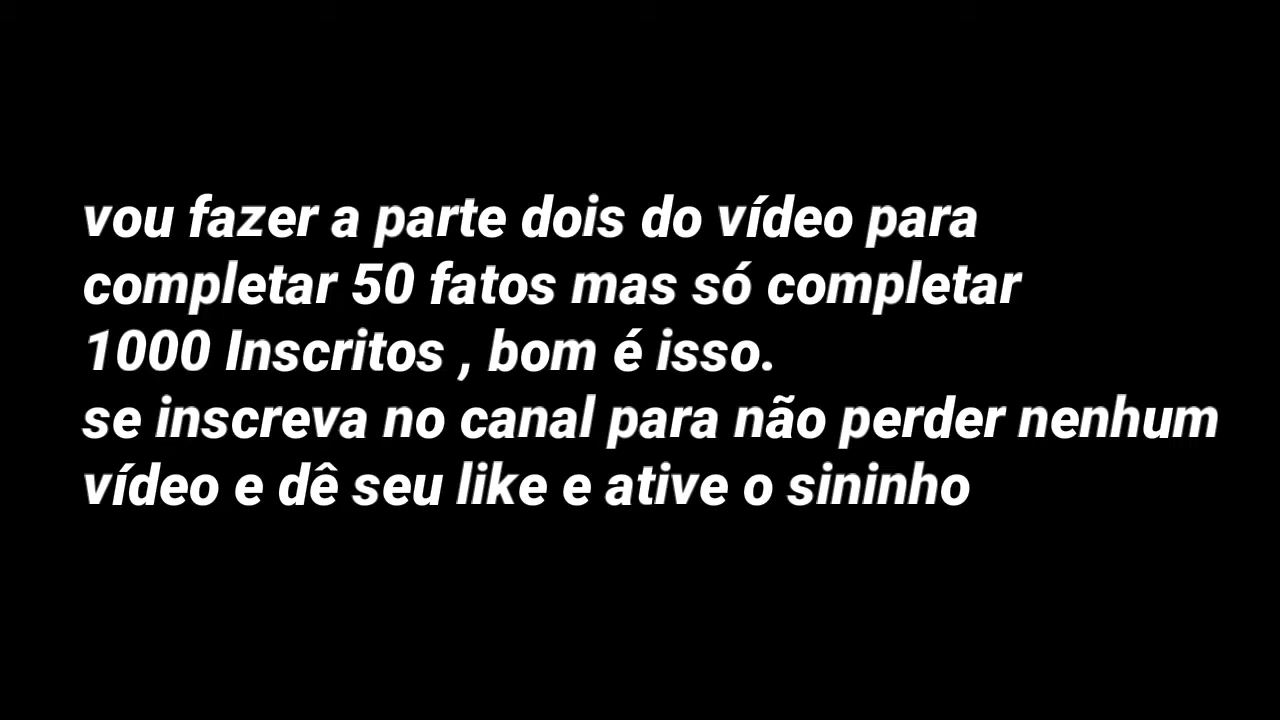 vou fazer a parte dois do vídeo para
completar 50 fatos mas só completar
1000 Inscritos , bom é isso.
se inscreva no canal para não perder nenhum
vídeo e dê seu like e ative o sininho